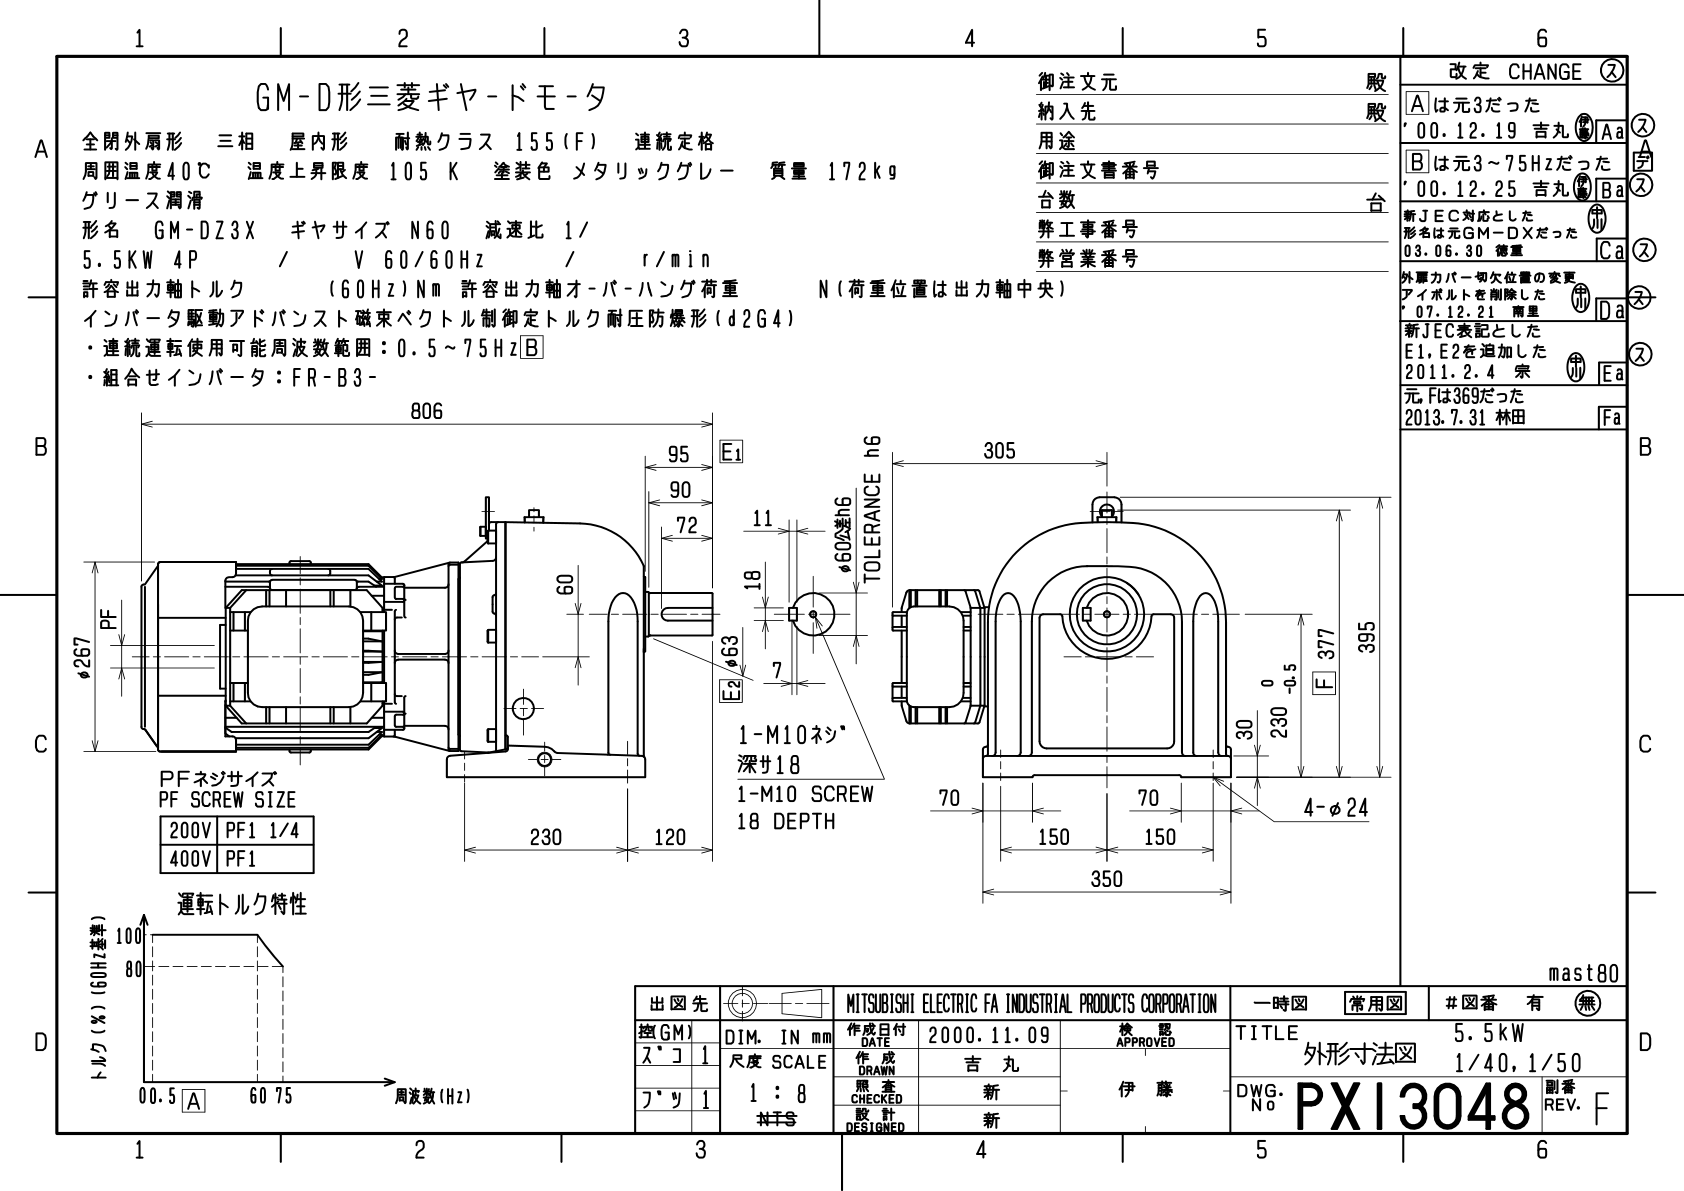 1 2 3 4 5 6
GM-D形三菱ギヤードモータ
全閉外扇形 三相 屋内形 耐熱クラス 155(F) 連続定格
周囲温度40℃ 温度上昇限度 105 K 塗装色 メタリックグレー 質量 172kg
グリース潤滑
形名 GM-DZ3X ギヤサイズ N60 減速比 1/
5.5KW 4P / V 60/60Hz / r/min
許容出力軸トルク (60Hz)Nm 許容出力軸オーバーハング荷重 N(荷重位置は出力軸中央)
インバータ駆動アドバンスト磁束ベクトル制御定トルク耐圧防爆形(d2G4)
・連続運転使用可能周波数範囲:0.5~75Hz B
・組合せインバータ:FR-B3-
御注文元 殿
納入先 殿
用途
御注文書番号
台数 台
弊工事番号
弊営業番号
改定 CHANGE ス
A は元3だった
'00.12.19 吉丸 伊藤 Aa ス
B は元3~75Hzだった
'00.12.25 吉丸 伊藤 Ba ス
新JEC対応とした
形名は元GM-DXだった
03.06.30 徳重 中川 Ca ス
外扇カバー切欠位置の変更
アイボルトを削除した
'07.12.21 南里 中川 Da ス
新JEC表記とした
E1,E2を追加した
2011.2.4 宗 中川 Ea ス
元,Fは369だった
2013.7.31 林田 Fa
A
B
C
D
A
B
C
D
806
95 E1
90
72
60
φ63
E2
φ267
PF
230
120
11
18
7
φ60公差h6
TOLERANCE h6
1-M10ネジ
深サ18
1-M10 SCREW
18 DEPTH
305
395
377
F
230 0 -0.5
30
70
70
150
150
350
4-φ24
PFネジサイズ
PF SCREW SIZE
200V PF1 1/4
400V PF1
運転トルク特性
トルク(%)(60Hz基準)
100
80
0 0.5 A 60 75 周波数(Hz)
mast80
出図先
控(GM)
ズコ 1
ブツ 1
DIM. IN mm
尺度 SCALE
1:8
NTS
MITSUBISHI ELECTRIC FA INDUSTRIAL PRODUCTS CORPORATION
作成日付 DATE 2000.11.09
作成 DRAWN 吉丸
照査 CHECKED 新
設計 DESIGNED 新
検認 APPROVED
伊藤
一時図 常用図 #図番 有 無
TITLE
外形寸法図
5.5kW
1/40,1/50
DWG. No PX13048
副番 REV. F
1 2 3 4 5 6